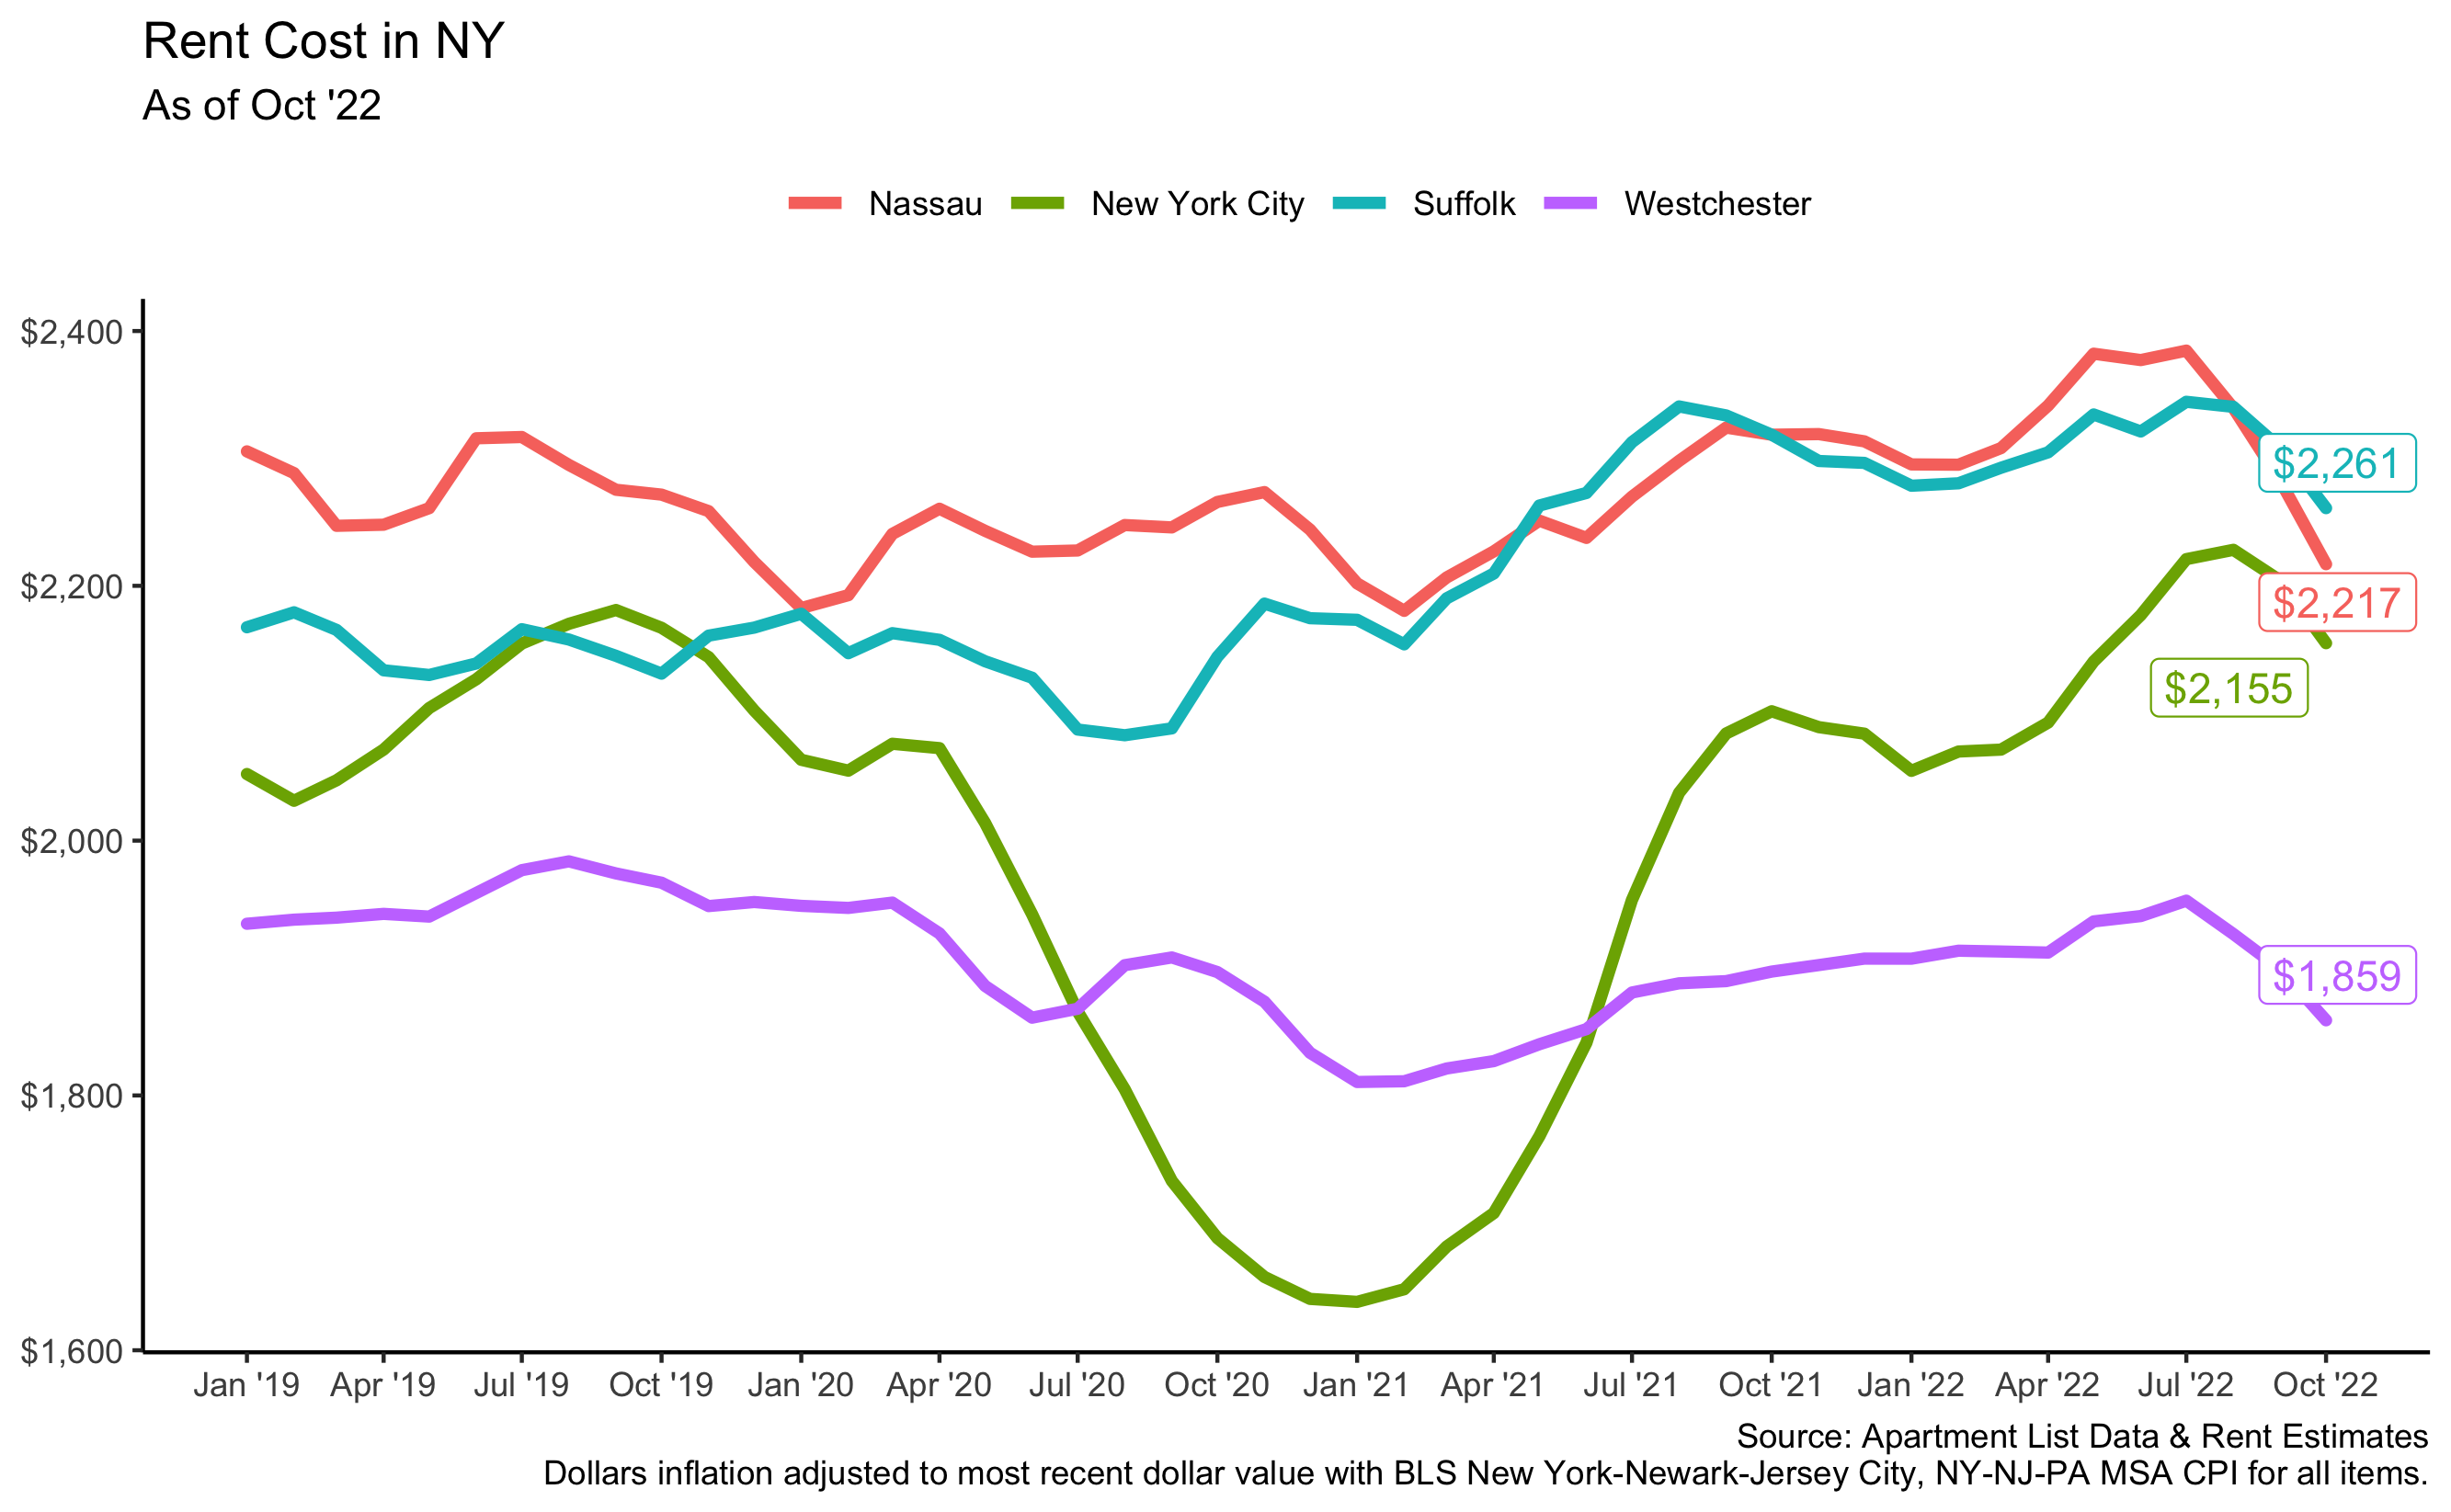 Rent Cost in NY
As of Oct '22
Nassau New York City Suffolk Westchester
$2,400
$2,200
$2,000
$1,800
$1,600
$2,261
$2,217
$2,155
$1,859
Jan '19 Apr '19 Jul '19 Oct '19 Jan '20 Apr '20 Jul '20 Oct '20 Jan '21 Apr '21 Jul '21 Oct '21 Jan '22 Apr '22 Jul '22 Oct '22
Source: Apartment List Data & Rent Estimates
Dollars inflation adjusted to most recent dollar value with BLS New York-Newark-Jersey City, NY-NJ-PA MSA CPI for all items.